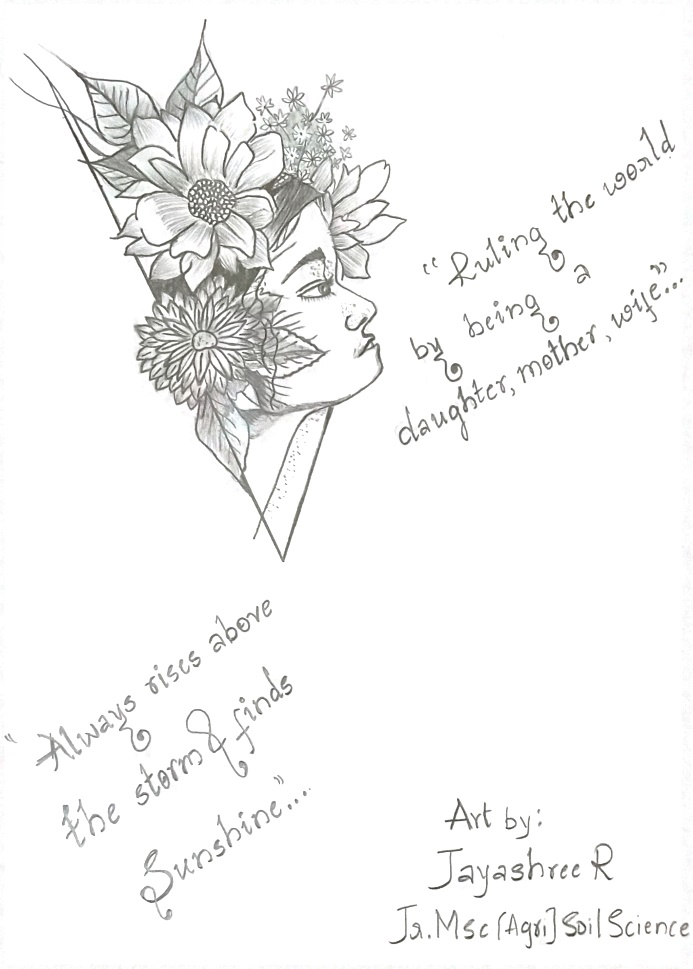 “Ruling the world
by being a
daughter, mother, wife”...
“Always rises above
the storm & finds
Sunshine”....
Art by:
Jayashree R
Jr. Msc [Agri] Soil Science